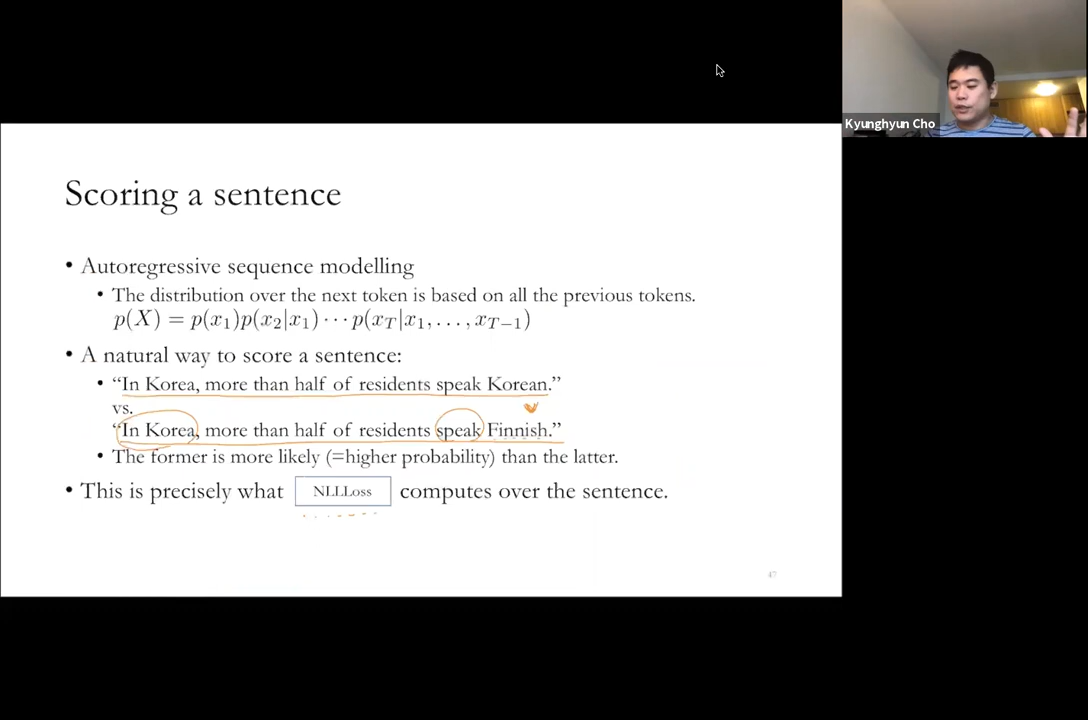 Kyunghyun Cho
Scoring a sentence
• Autoregressive sequence modelling
• The distribution over the next token is based on all the previous tokens.
p(X) = p(x₁)p(x₂|x₁) · · · p(x_T|x₁, . . . , x_{T−1})
• A natural way to score a sentence:
• “In Korea, more than half of residents speak Korean.”
vs.
“In Korea, more than half of residents speak Finnish.”
• The former is more likely (=higher probability) than the latter.
• This is precisely what NLLLoss computes over the sentence.
47